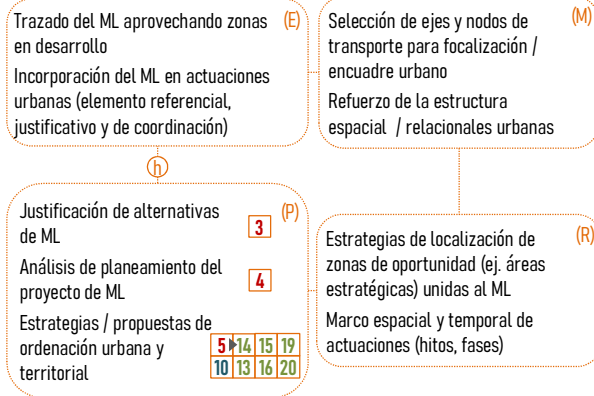 Trazado del ML aprovechando zonas (E)
en desarrollo
Incorporación del ML en actuaciones
urbanas (elemento referencial,
justificativo y de coordinación)
Selección de ejes y nodos de (M)
transporte para focalización /
encuadre urbano
Refuerzo de la estructura
espacial / relacionales urbanas
h
Justificación de alternativas (P)
de ML 3
Análisis de planeamiento del 4
proyecto de ML
Estrategias / propuestas de
ordenación urbana y 5 14 15 19
territorial 10 13 16 20
Estrategias de localización de (R)
zonas de oportunidad (ej. áreas
estratégicas) unidas al ML
Marco espacial y temporal de
actuaciones (hitos, fases)